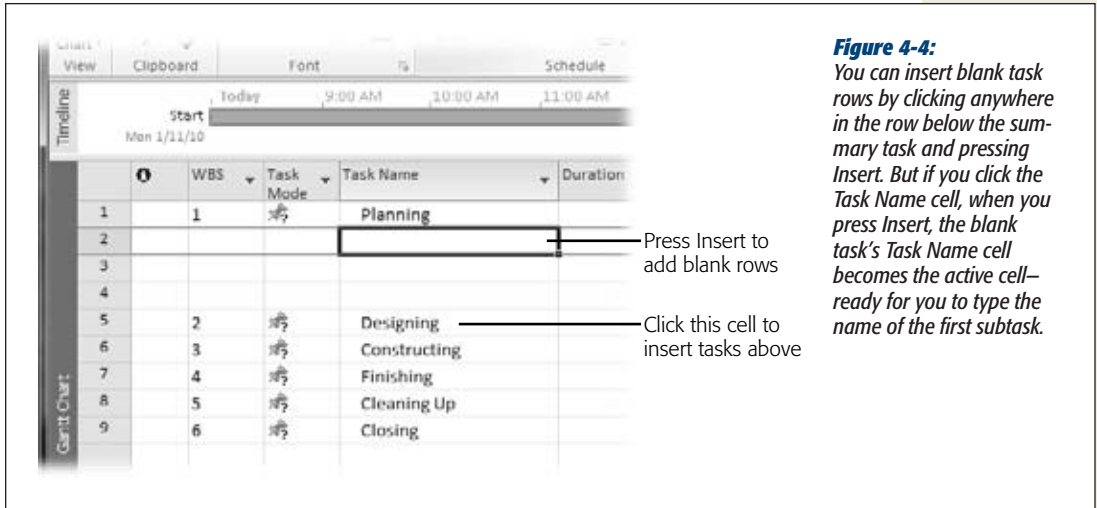 View Clipboard Font Schedule
Timeline
Today 9:00 AM 10:00 AM 11:00 AM
Start
Mon 1/11/10
WBS Task Mode Task Name Duration
1 1 Planning
2
3
4
5 2 Designing
6 3 Constructing
7 4 Finishing
8 5 Cleaning Up
9 6 Closing
Gantt Chart
Press Insert to
add blank rows
Click this cell to
insert tasks above
Figure 4-4:
You can insert blank task
rows by clicking anywhere
in the row below the sum-
mary task and pressing
Insert. But if you click the
Task Name cell, when you
press Insert, the blank
task’s Task Name cell
becomes the active cell—
ready for you to type the
name of the first subtask.